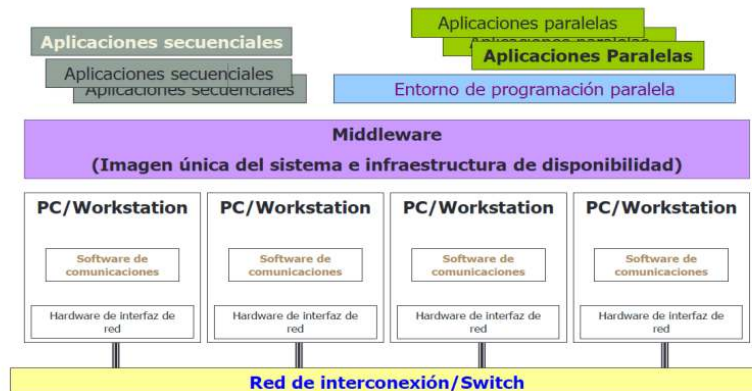 Aplicaciones secuenciales
Aplicaciones secuenciales
Aplicaciones secuenciales
Aplicaciones paralelas
Aplicaciones paralelas
Aplicaciones Paralelas
Entorno de programación paralela
Middleware
(Imagen única del sistema e infraestructura de disponibilidad)
PC/Workstation
Software de
comunicaciones
Hardware de interfaz de
red
PC/Workstation
Software de
comunicaciones
Hardware de interfaz de
red
PC/Workstation
Software de
comunicaciones
Hardware de interfaz de
red
PC/Workstation
Software de
comunicaciones
Hardware de interfaz de
red
Red de interconexión/Switch